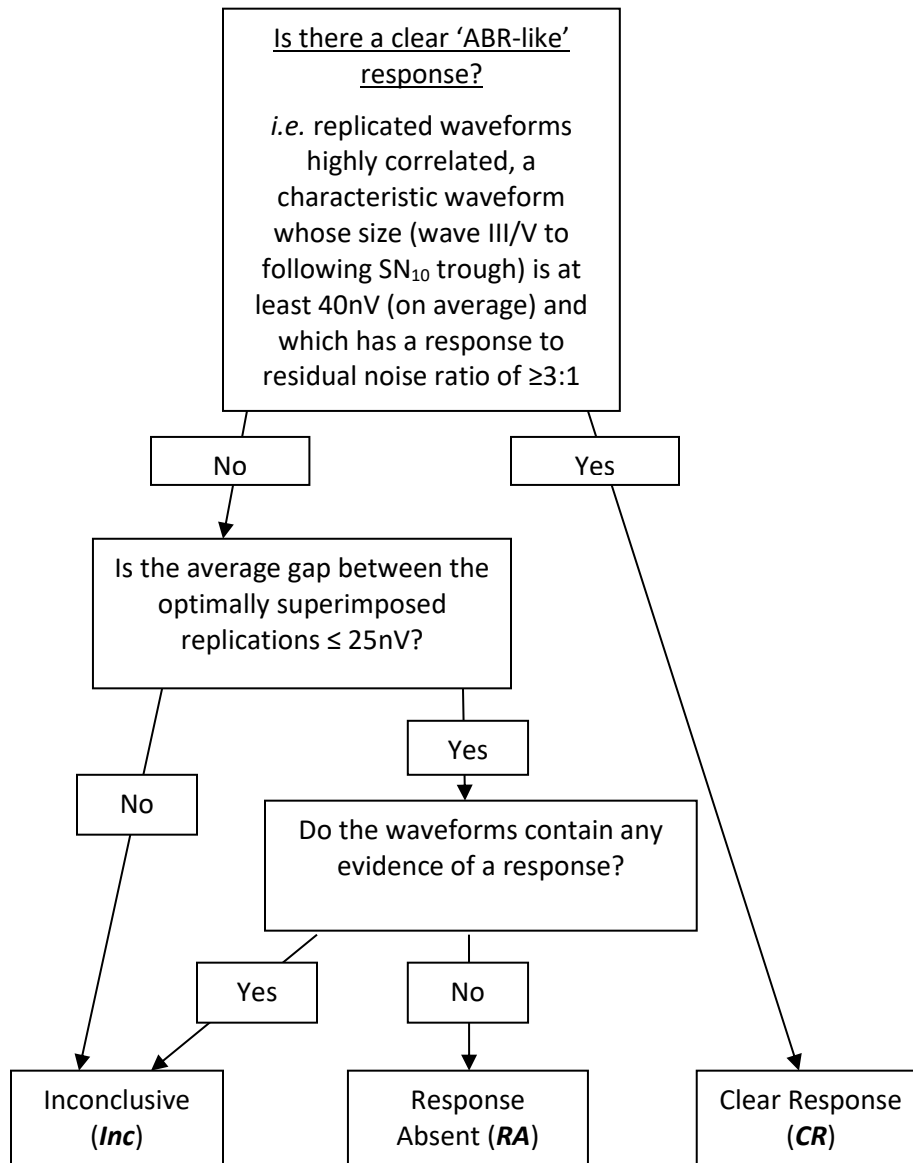 Is there a clear ‘ABR-like’
response?
i.e. replicated waveforms
highly correlated, a
characteristic waveform
whose size (wave III/V to
following SN₁₀ trough) is at
least 40nV (on average) and
which has a response to
residual noise ratio of ≥3:1
No
Yes
Is the average gap between the
optimally superimposed
replications ≤ 25nV?
Yes
No
Do the waveforms contain any
evidence of a response?
Yes
No
Inconclusive
(Inc)
Response
Absent (RA)
Clear Response
(CR)